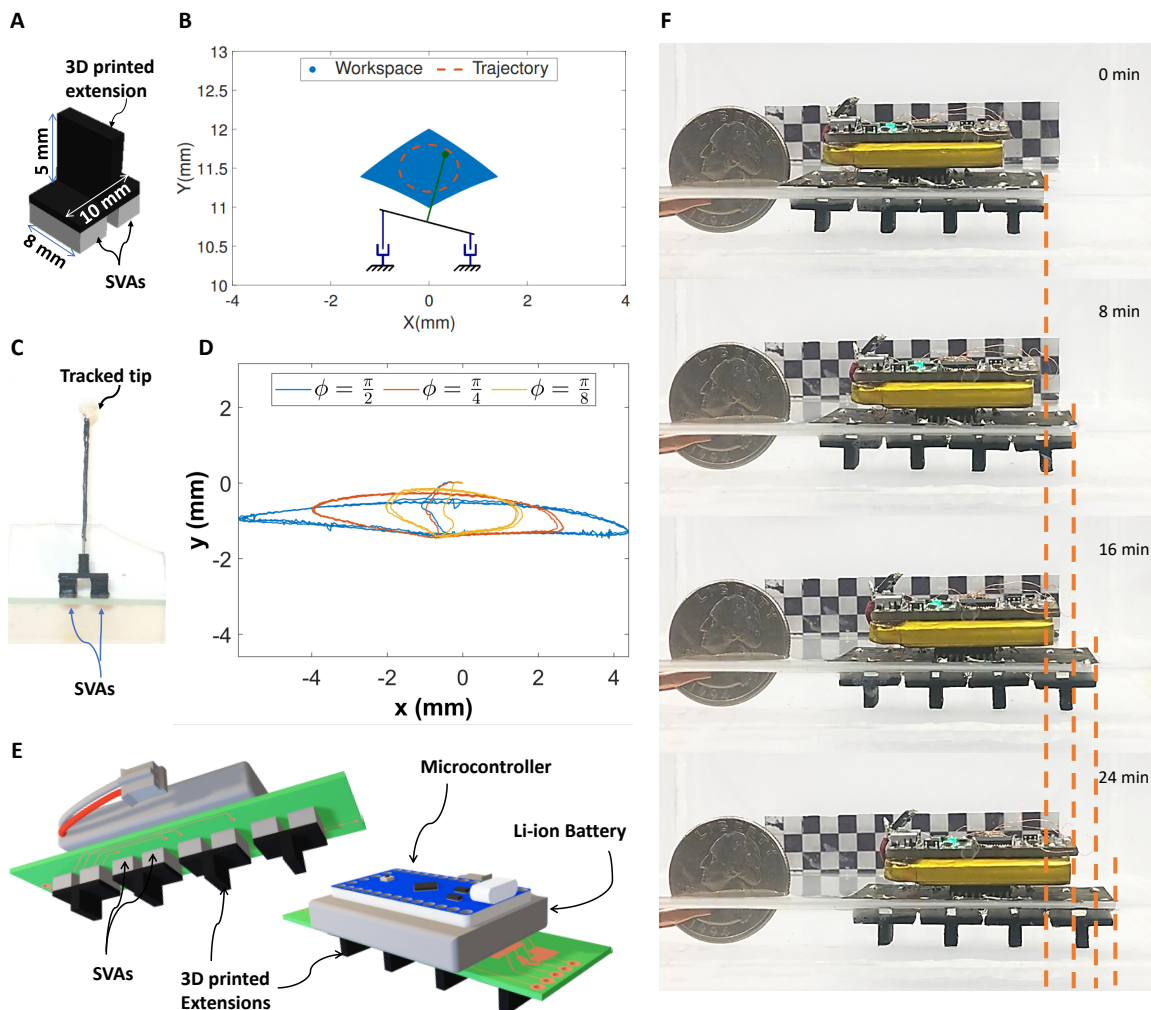 A
3D printed
extension
5 mm
10 mm
8 mm
SVAs
B
Workspace
Trajectory
Y(mm)
13
12.5
12
11.5
11
10.5
10
-4
-2
0
2
4
X(mm)
C
Tracked tip
SVAs
D
ϕ = π/2
ϕ = π/4
ϕ = π/8
y (mm)
2
0
-2
-4
-4
-2
0
2
4
x (mm)
E
Microcontroller
Li-ion Battery
SVAs
3D printed
Extensions
F
0 min
LIBERTY
8 min
LIBERTY
16 min
24 min